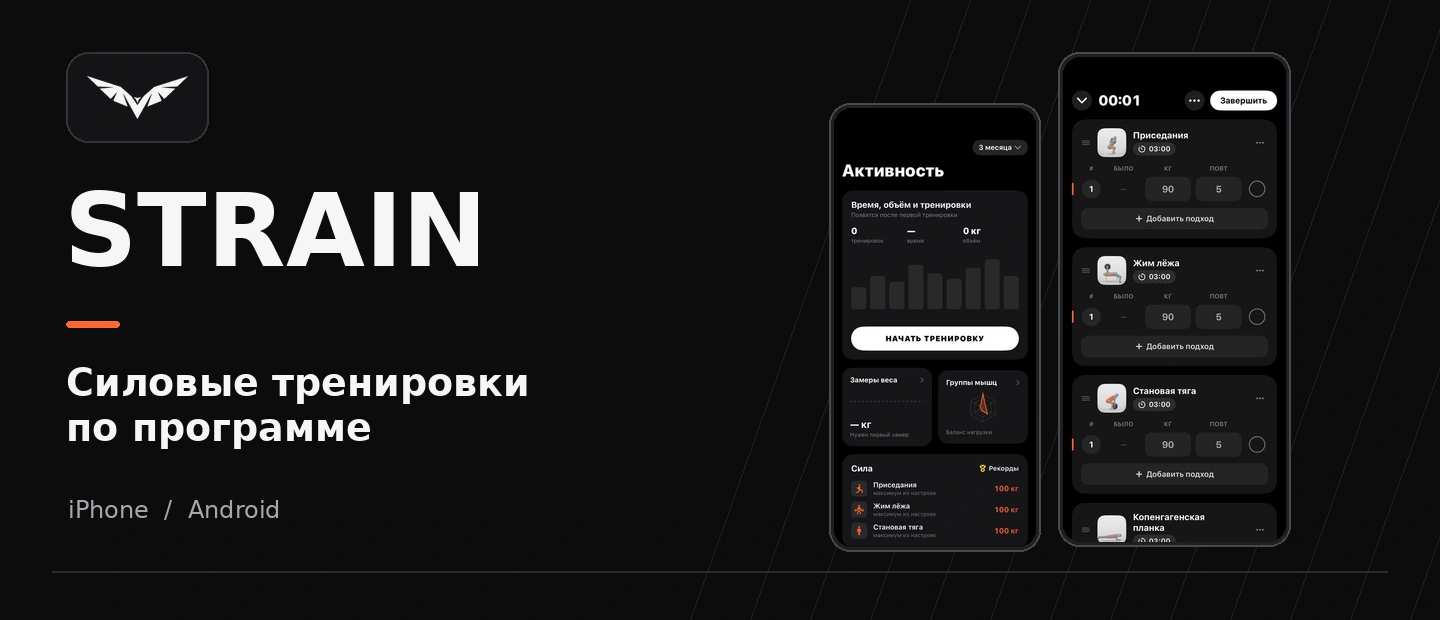 STRAIN
Силовые тренировки
по программе
iPhone / Android
3 месяца
Активность
Время, объём и тренировки
Появятся после первой тренировки
0 — 0 кг
тренировок время объём
НАЧАТЬ ТРЕНИРОВКУ
Замеры веса
— кг
Нужен первый замер
Группы мышц
Баланс нагрузки
Сила Рекорды
Приседания 100 кг
максимум из настроек
Жим лёжа 100 кг
максимум из настроек
Становая тяга 100 кг
максимум из настроек
00:01 Завершить
Приседания
03:00
# БЫЛО КГ ПОВТ
1 – 90 5
+ Добавить подход
Жим лёжа
03:00
# БЫЛО КГ ПОВТ
1 – 90 5
+ Добавить подход
Становая тяга
03:00
# БЫЛО КГ ПОВТ
1 – 90 5
+ Добавить подход
Копенгагенская
планка
03:00